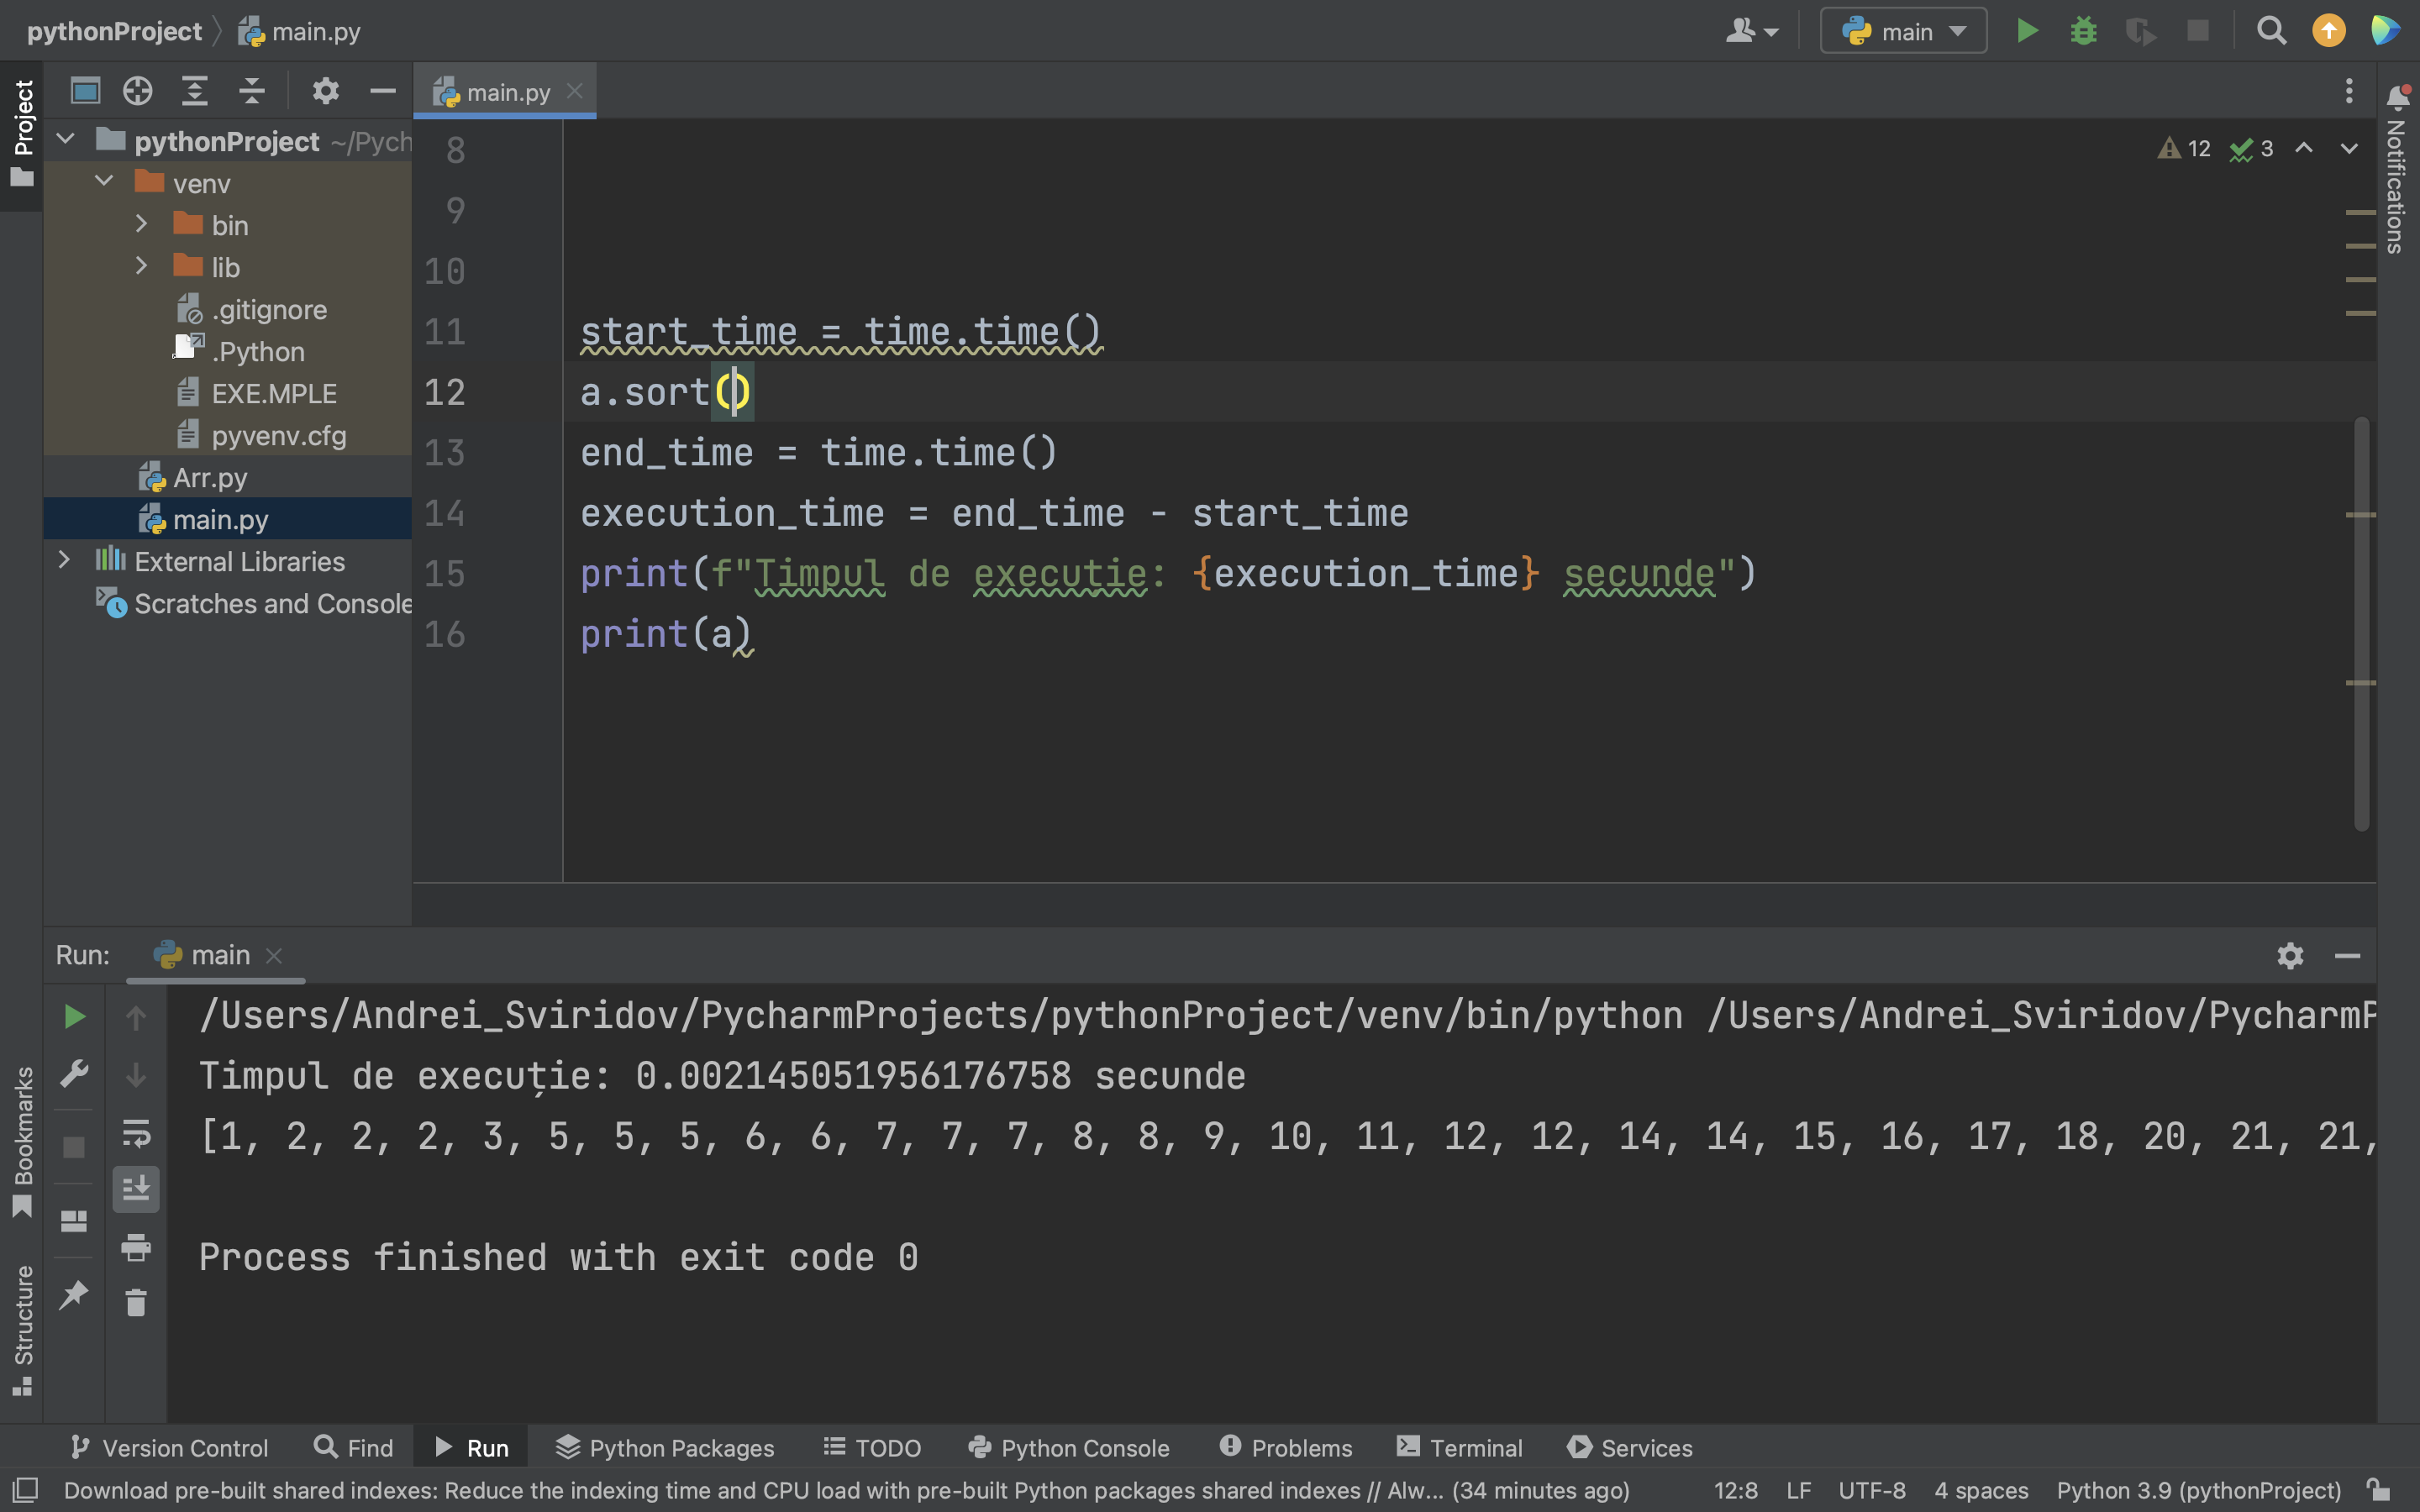 pythonProject main.py
main
Project
main.py
pythonProject ~/Pych
venv
bin
lib
.gitignore
.Python
EXE.MPLE
pyvenv.cfg
Arr.py
main.py
External Libraries
Scratches and Console
12 3
Notifications
8
9
10
11 start_time = time.time()
12 a.sort()
13 end_time = time.time()
14 execution_time = end_time - start_time
15 print(f"Timpul de execuție: {execution_time} secunde")
16 print(a)
Run: main
/Users/Andrei_Sviridov/PycharmProjects/pythonProject/venv/bin/python /Users/Andrei_Sviridov/PycharmP
Timpul de execuție: 0.002145051956176758 secunde
[1, 2, 2, 2, 3, 5, 5, 5, 6, 6, 7, 7, 7, 8, 8, 9, 10, 11, 12, 12, 14, 14, 15, 16, 17, 18, 20, 21, 21,
Process finished with exit code 0
Bookmarks
Structure
Version Control Find Run Python Packages TODO Python Console Problems Terminal Services
Download pre-built shared indexes: Reduce the indexing time and CPU load with pre-built Python packages shared indexes // Alw... (34 minutes ago) 12:8 LF UTF-8 4 spaces Python 3.9 (pythonProject)